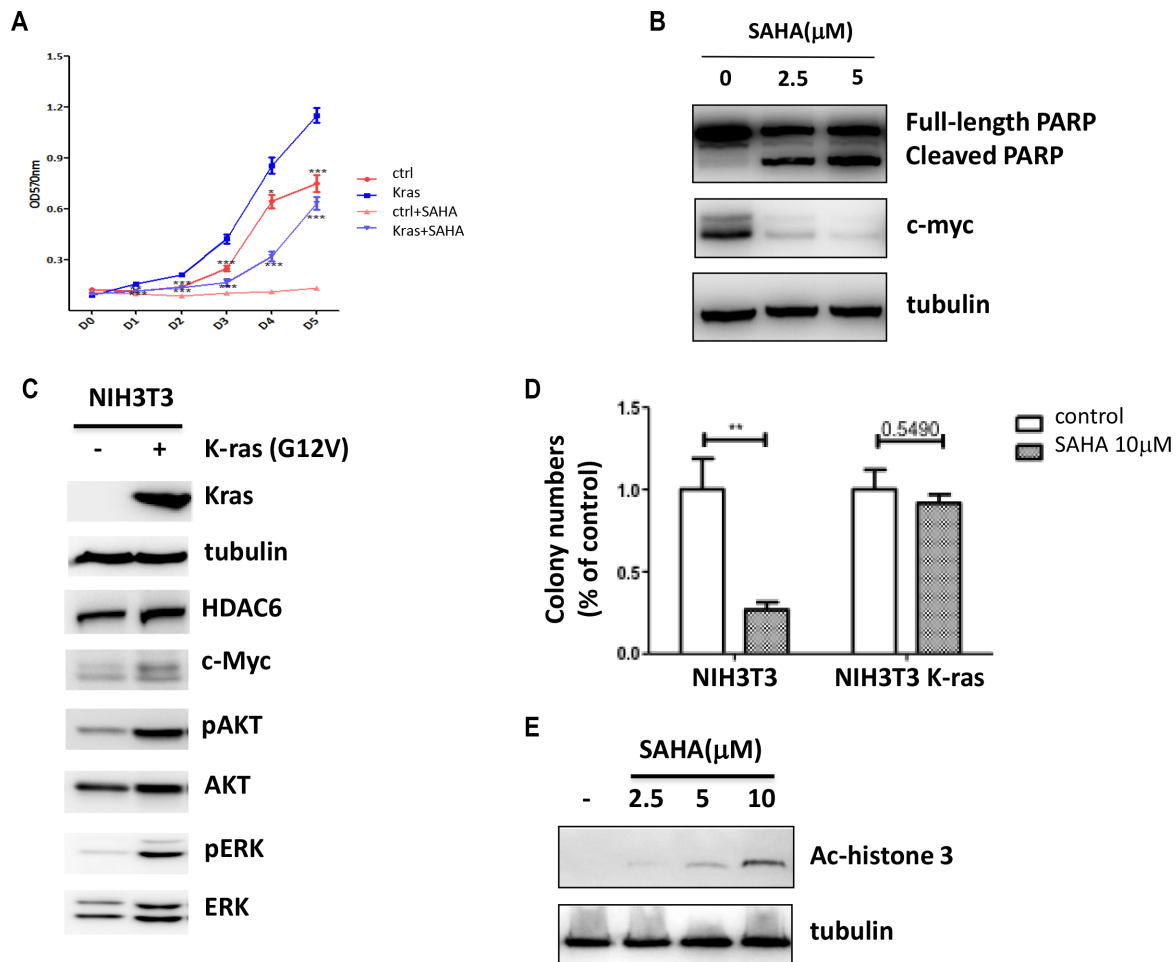 A
1.5
1.2
0.9
0.6
0.3
OD570nm
D0 D1 D2 D3 D4 D5
*** *** *** *** *** * *** *** ***
ctrl
Kras
ctrl+SAHA
Kras+SAHA
B
SAHA(μM)
0 2.5 5
Full-length PARP
Cleaved PARP
c-myc
tubulin
C
NIH3T3
- + K-ras (G12V)
Kras
tubulin
HDAC6
c-Myc
pAKT
AKT
pERK
ERK
D
Colony numbers
(% of control)
1.5
1.0
0.5
0.0
**
0.5490
NIH3T3 NIH3T3 K-ras
control
SAHA 10μM
E
SAHA(μM)
- 2.5 5 10
Ac-histone 3
tubulin